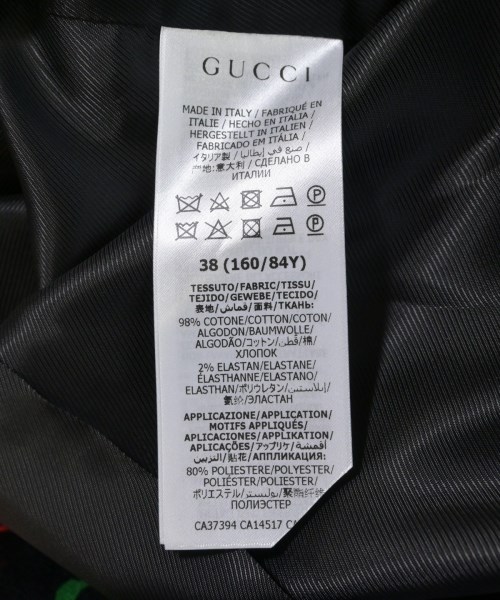 GUCCI
MADE IN ITALY / FABRIQUÉ EN
ITALIE / HECHO EN ITALIA /
HERGESTELLT IN ITALIEN /
FABRICADO EM ITÁLIA /
イタリア製 / صنع في إيطاليا /
产地:意大利 / СДЕЛАНО В
ИТАЛИИ
P
P
38 (160/84Y)
TESSUTO/FABRIC/TISSU/
TEJIDO/GEWEBE/TECIDO/
表地/قماش/面料/ТКАНЬ:
98% COTONE/COTTON/COTON/
ALGODON/BAUMWOLLE/
ALGODÃO/コットン/قطن/棉/
ХЛОПОК
2% ELASTAN/ELASTANE/
ÉLASTHANNE/ELASTANO/
ELASTHAN/ポリウレタン/إيلاستين/
氨纶/ЭЛАСТАН
APPLICAZIONE/APPLICATION/
MOTIFS APPLIQUÉS/
APLICACIONES/APPLIKATION/
APLICAÇÕES/アップリケ/أقمشة
التزيين/贴花/АППЛИКАЦИЯ:
80% POLIESTERE/POLYESTER/
POLIÉSTER/POLYESTER/
ポリエステル/بوليستر/聚酯纤维/
ПОЛИЭСТЕР
CA37394 CA14517